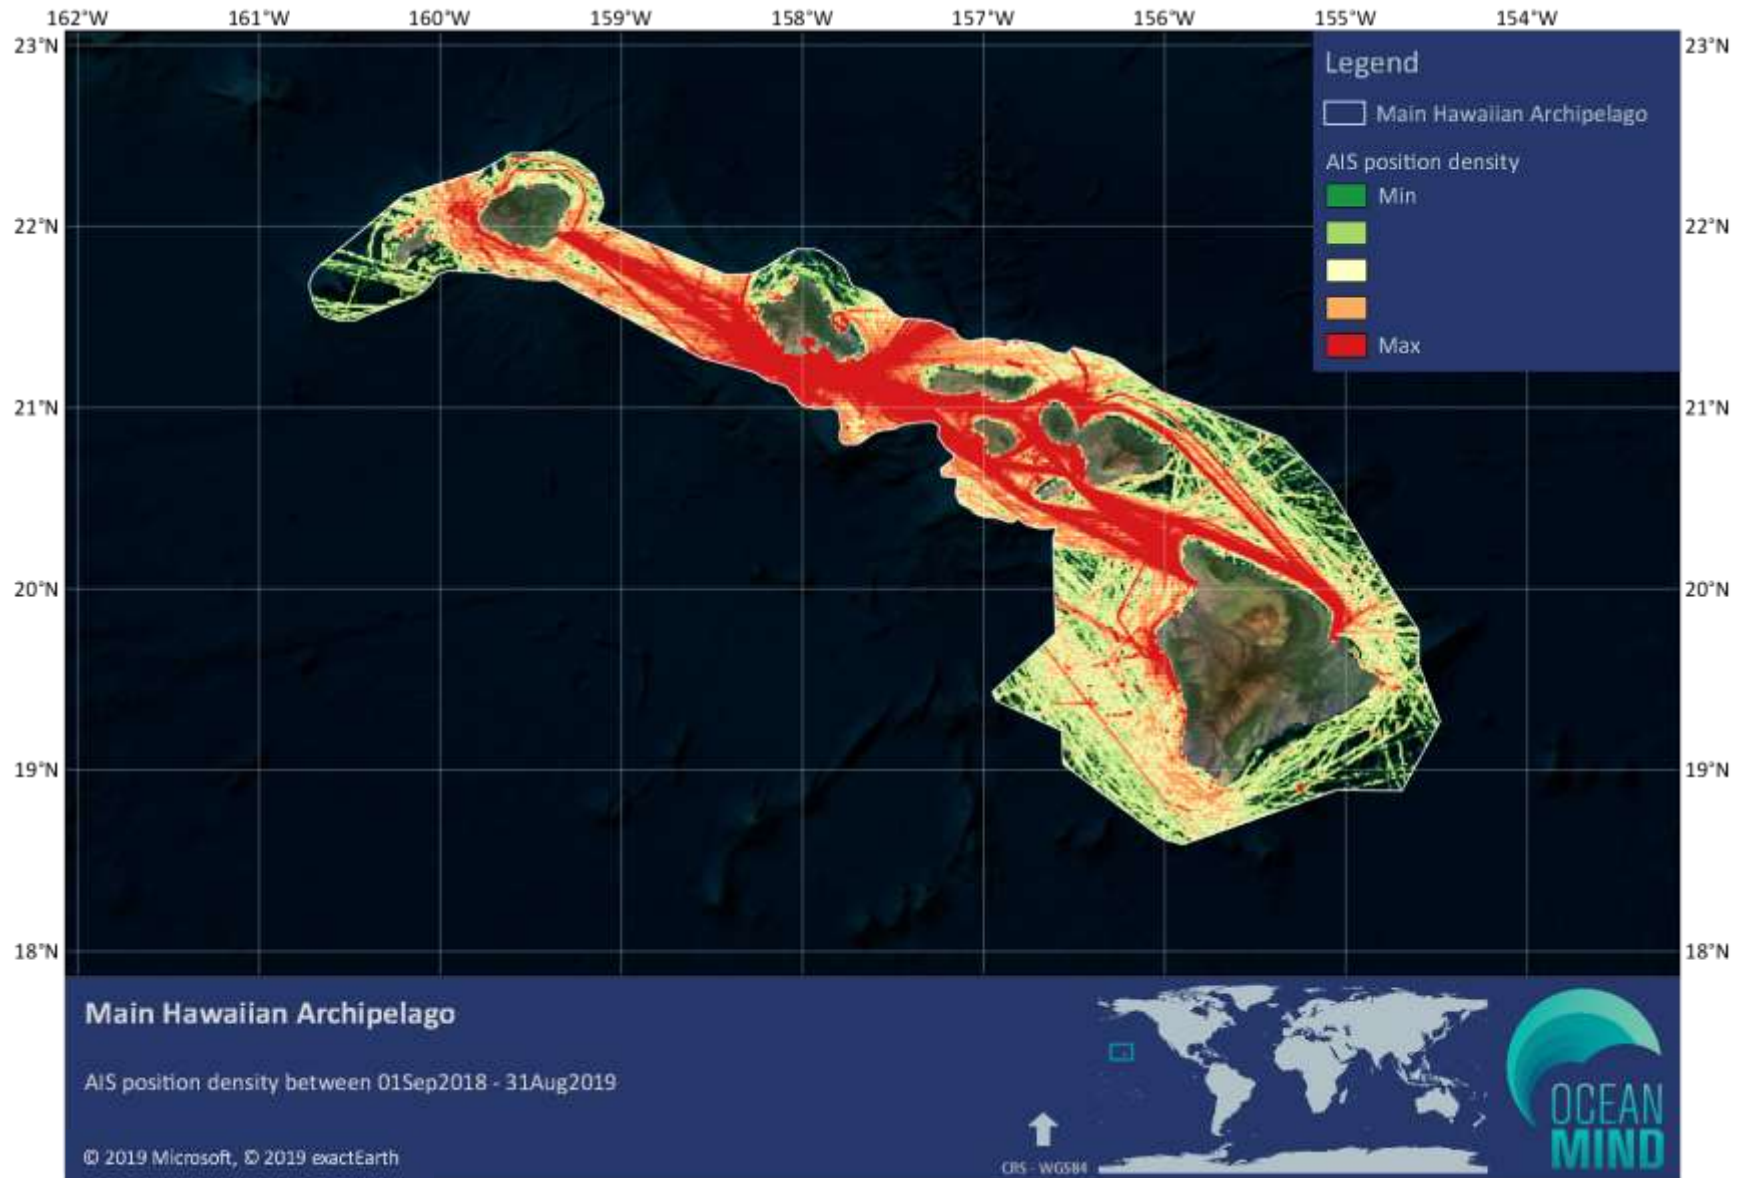 162°W 161°W 160°W 159°W 158°W 157°W 156°W 155°W 154°W
23°N 23°N
Legend
Main Hawaiian Archipelago
AIS position density
Min
22°N 22°N
Max
21°N 21°N
20°N 20°N
19°N 19°N
18°N 18°N
Main Hawaiian Archipelago
AIS position density between 01Sep2018 - 31Aug2019
© 2019 Microsoft, © 2019 exactEarth
CRS - WGS84
OCEAN
MIND